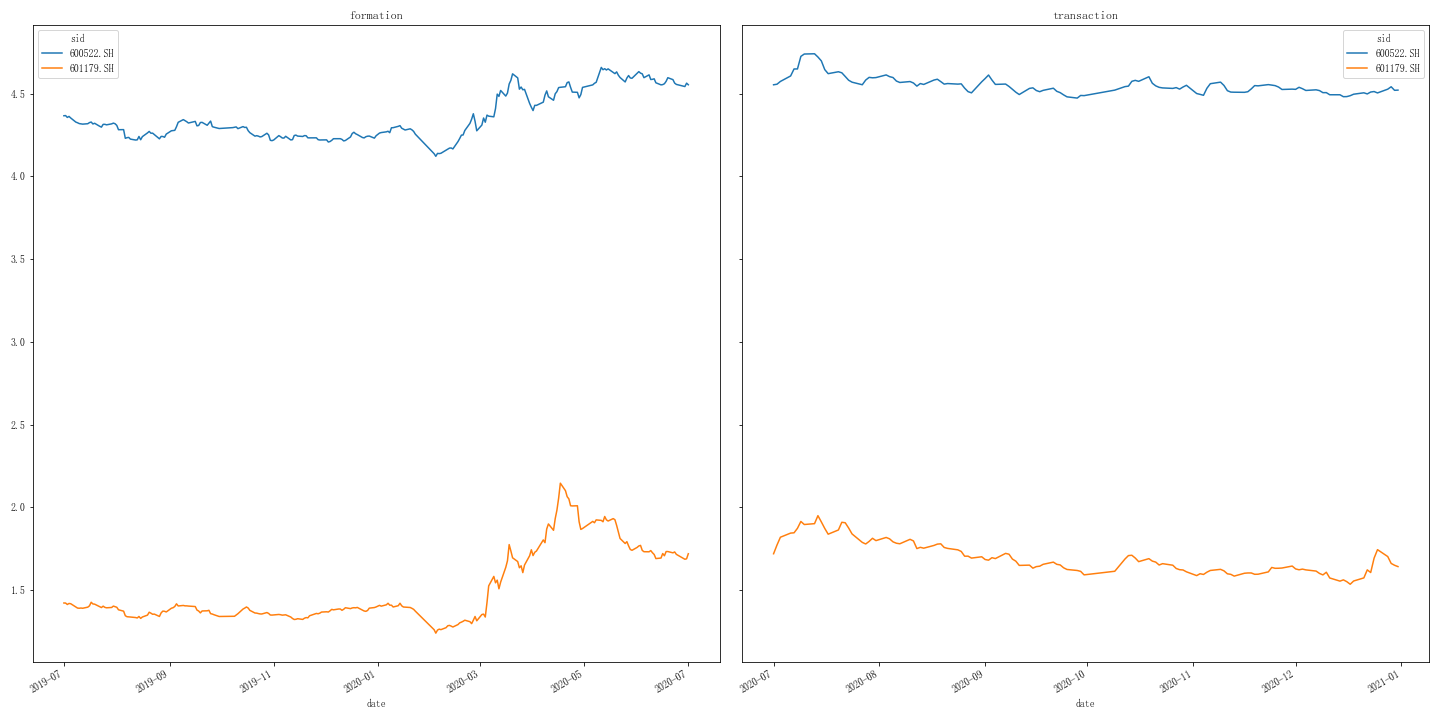 formation
sid
600522.SH
601179.SH
4.5
4.0
3.5
3.0
2.5
2.0
1.5
2019-07
2019-09
2019-11
2020-01
2020-03
2020-05
2020-07
date
transaction
sid
600522.SH
601179.SH
2020-07
2020-08
2020-09
2020-10
2020-11
2020-12
2021-01
date